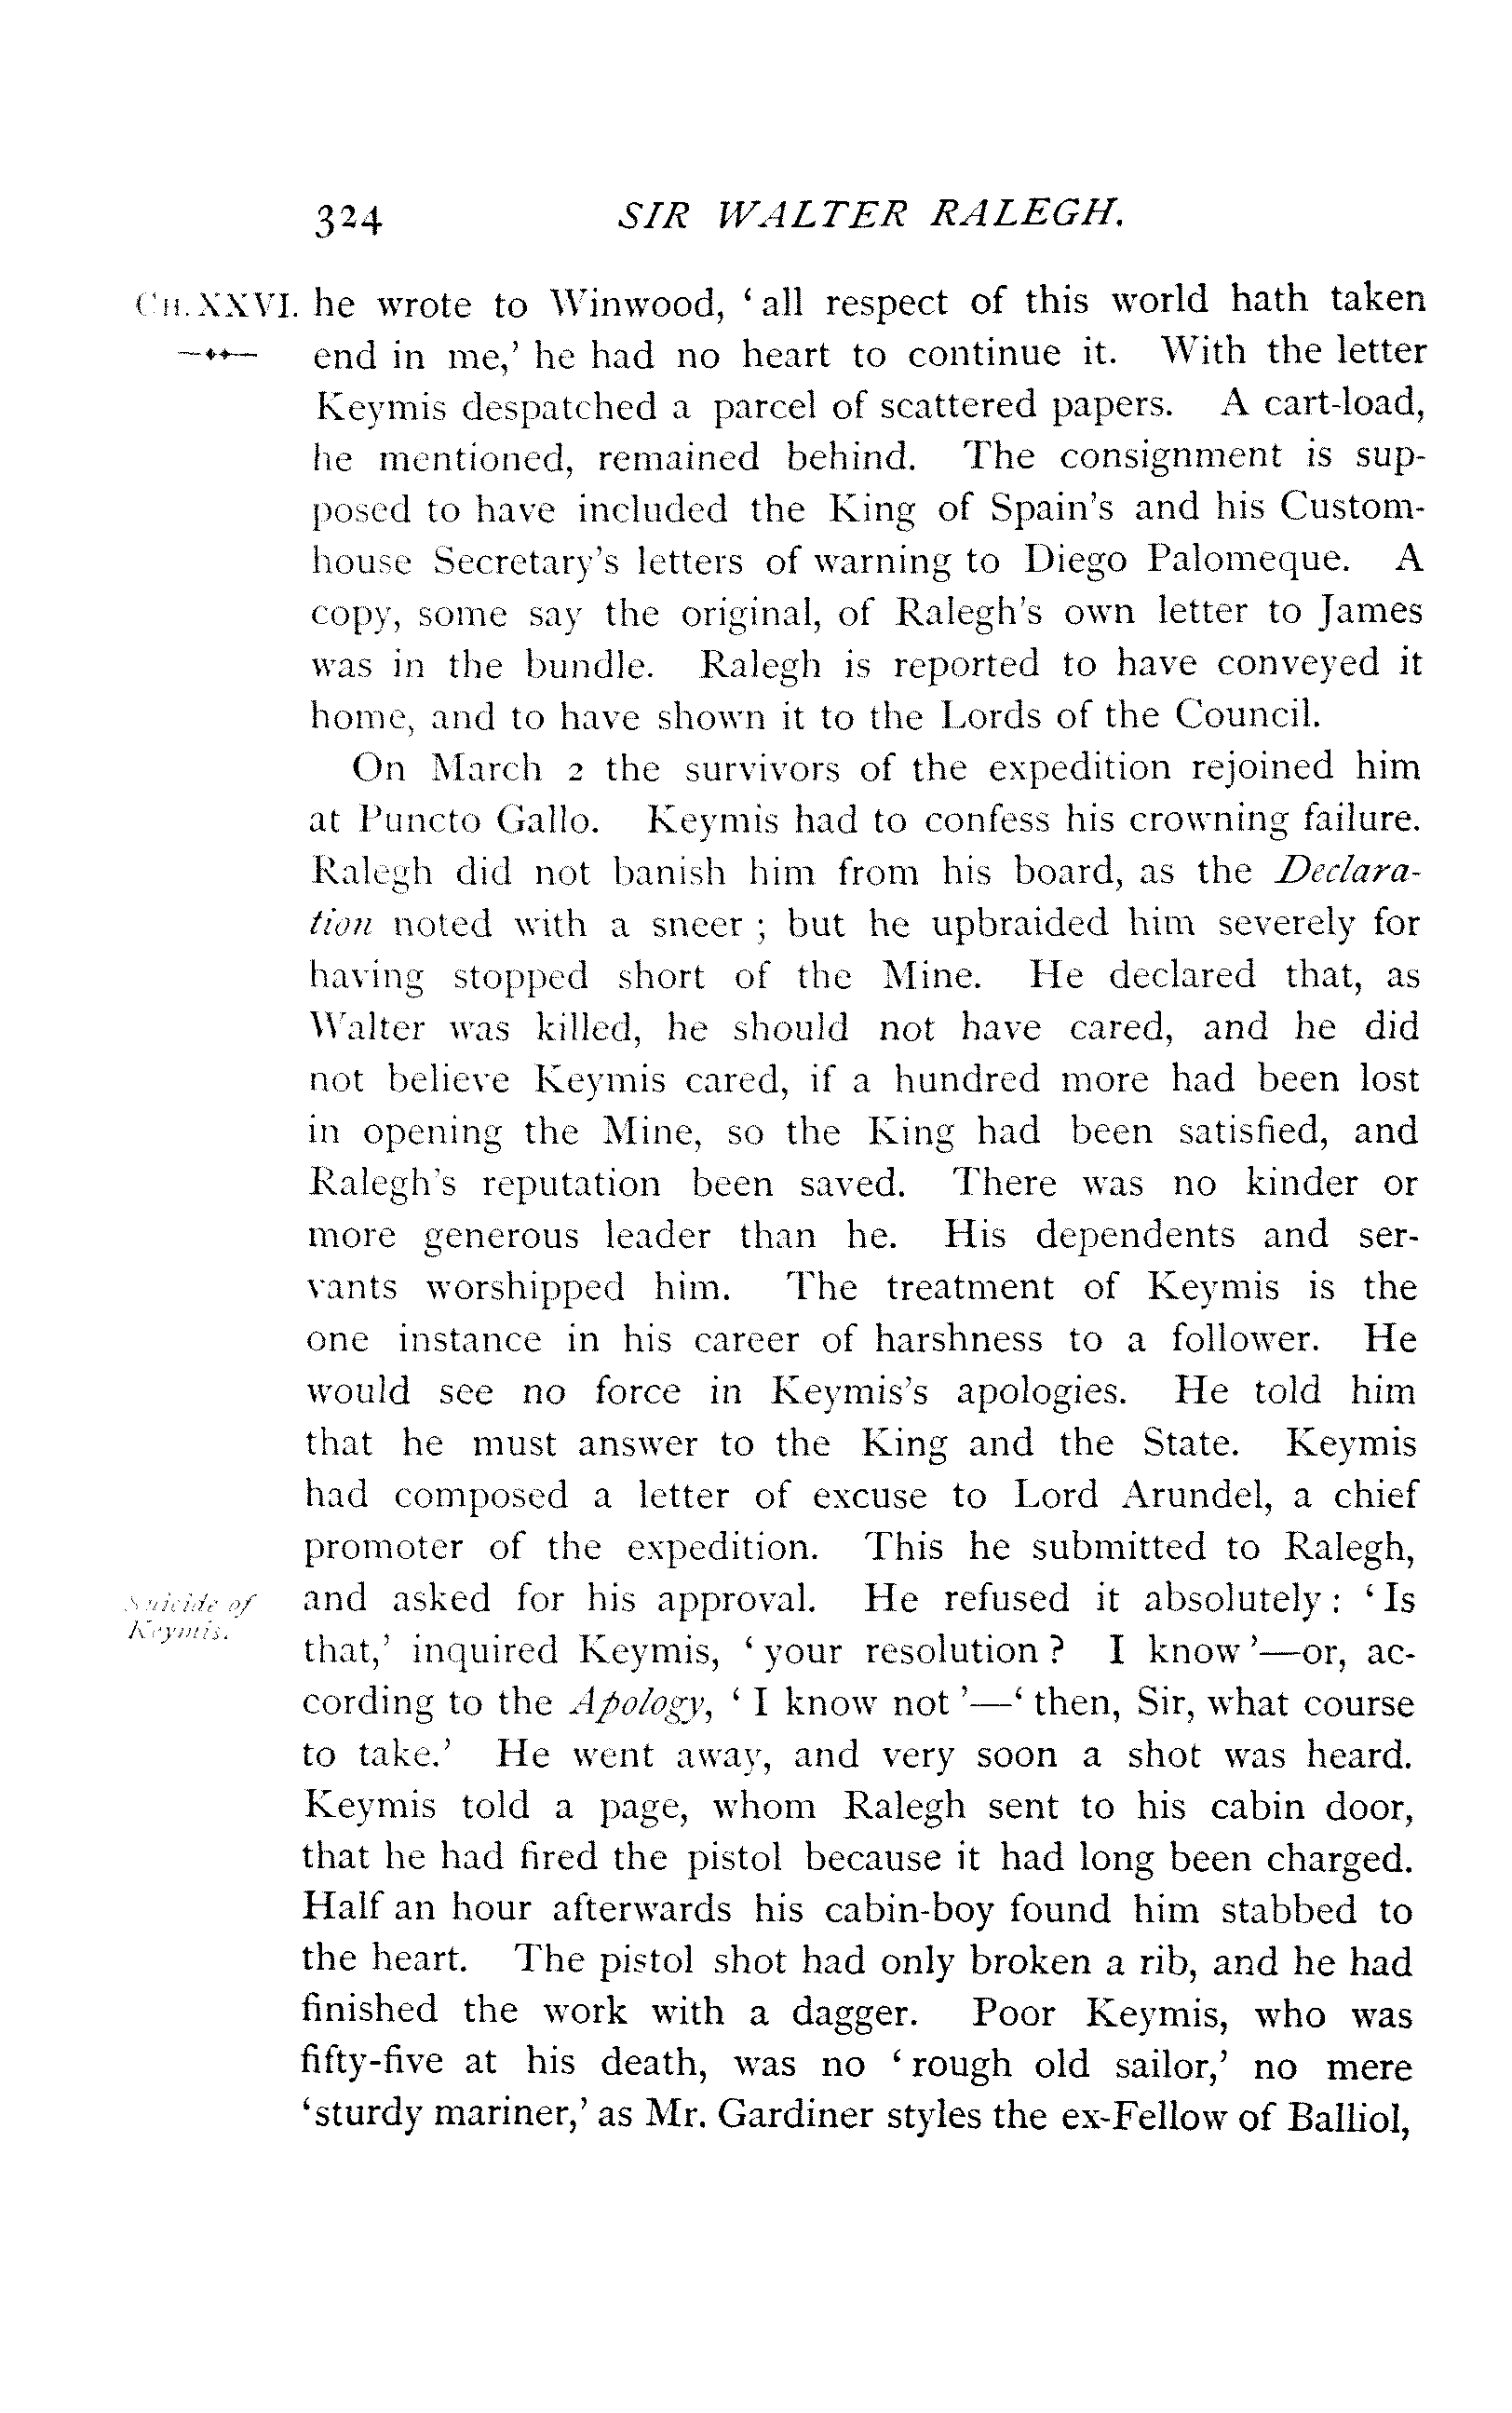 324 SIR WALTER RALEGH.
CH. XXVI. he wrote to Winwood, ‘all respect of this world hath taken
end in me,’ he had no heart to continue it. With the letter
Keymis despatched a parcel of scattered papers. A cart-load,
he mentioned, remained behind. The consignment is sup-
posed to have included the King of Spain's and his Custom-
house Secretary's letters of warning to Diego Palomeque. A
copy, some say the original, of Ralegh's own letter to James
was in the bundle. Ralegh is reported to have conveyed it
home, and to have shown it to the Lords of the Council.
On March 2 the survivors of the expedition rejoined him
at Puncto Gallo. Keymis had to confess his crowning failure.
Ralegh did not banish him from his board, as the Declara-
tion noted with a sneer; but he upbraided him severely for
having stopped short of the Mine. He declared that, as
Walter was killed, he should not have cared, and he did
not believe Keymis cared, if a hundred more had been lost
in opening the Mine, so the King had been satisfied, and
Ralegh's reputation been saved. There was no kinder or
more generous leader than he. His dependents and ser-
vants worshipped him. The treatment of Keymis is the
one instance in his career of harshness to a follower. He
would see no force in Keymis's apologies. He told him
that he must answer to the King and the State. Keymis
had composed a letter of excuse to Lord Arundel, a chief
promoter of the expedition. This he submitted to Ralegh,
Suicide of
Keymis.
and asked for his approval. He refused it absolutely: ‘Is
that,’ inquired Keymis, ‘your resolution? I know’—or, ac-
cording to the Apology, ‘I know not’—‘then, Sir, what course
to take.’ He went away, and very soon a shot was heard.
Keymis told a page, whom Ralegh sent to his cabin door,
that he had fired the pistol because it had long been charged.
Half an hour afterwards his cabin-boy found him stabbed to
the heart. The pistol shot had only broken a rib, and he had
finished the work with a dagger. Poor Keymis, who was
fifty-five at his death, was no ‘rough old sailor,’ no mere
‘sturdy mariner,’ as Mr. Gardiner styles the ex-Fellow of Balliol,